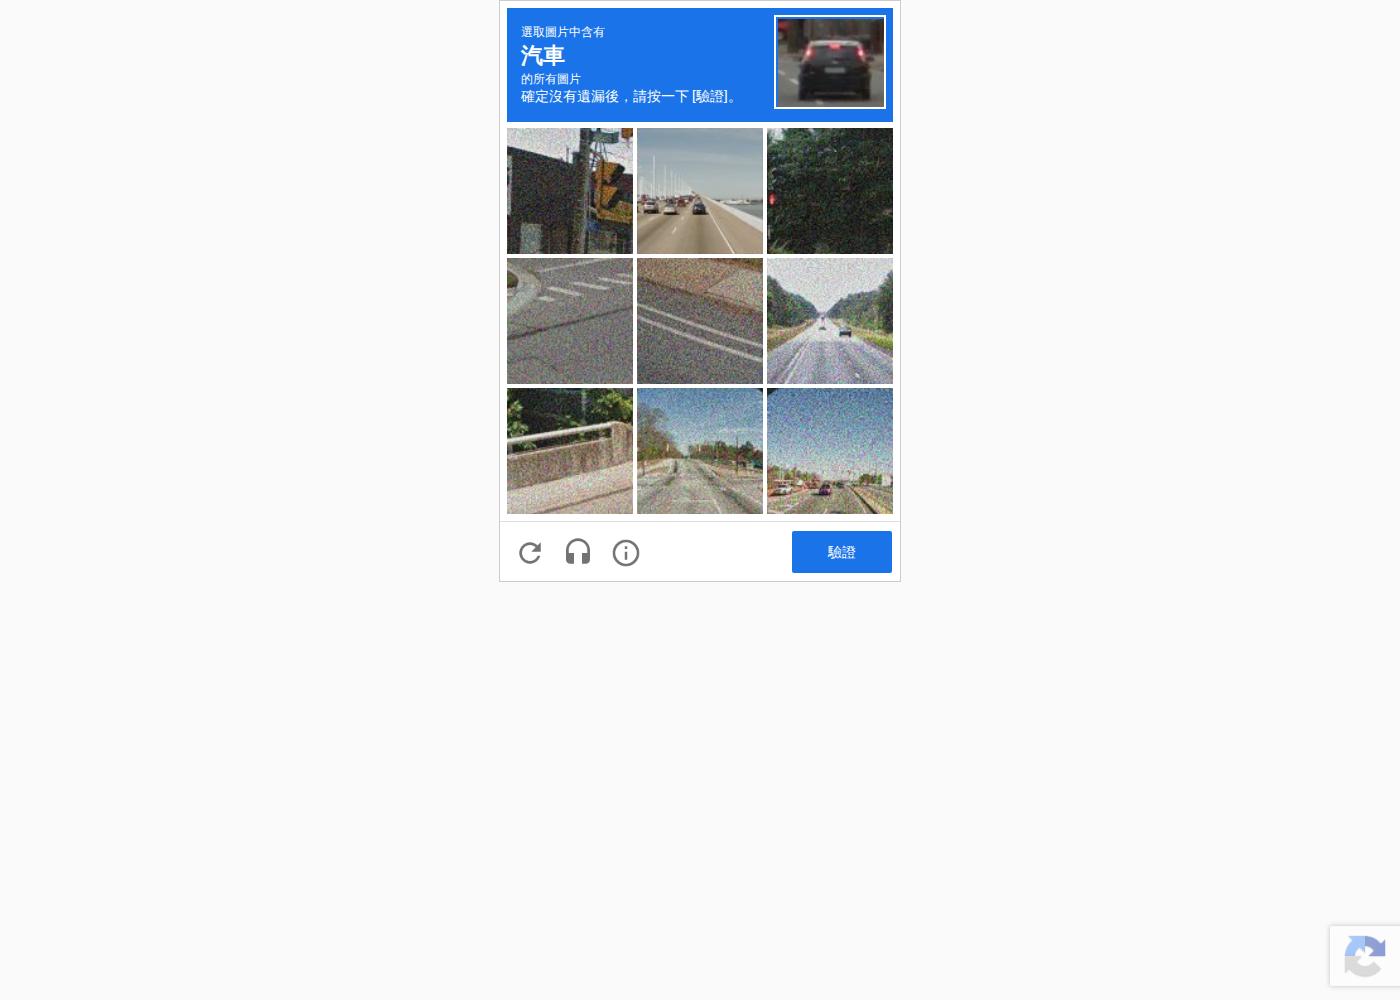 選取圖片中含有
汽車
的所有圖片
確定沒有遺漏後，請按一下 [驗證]。
驗證